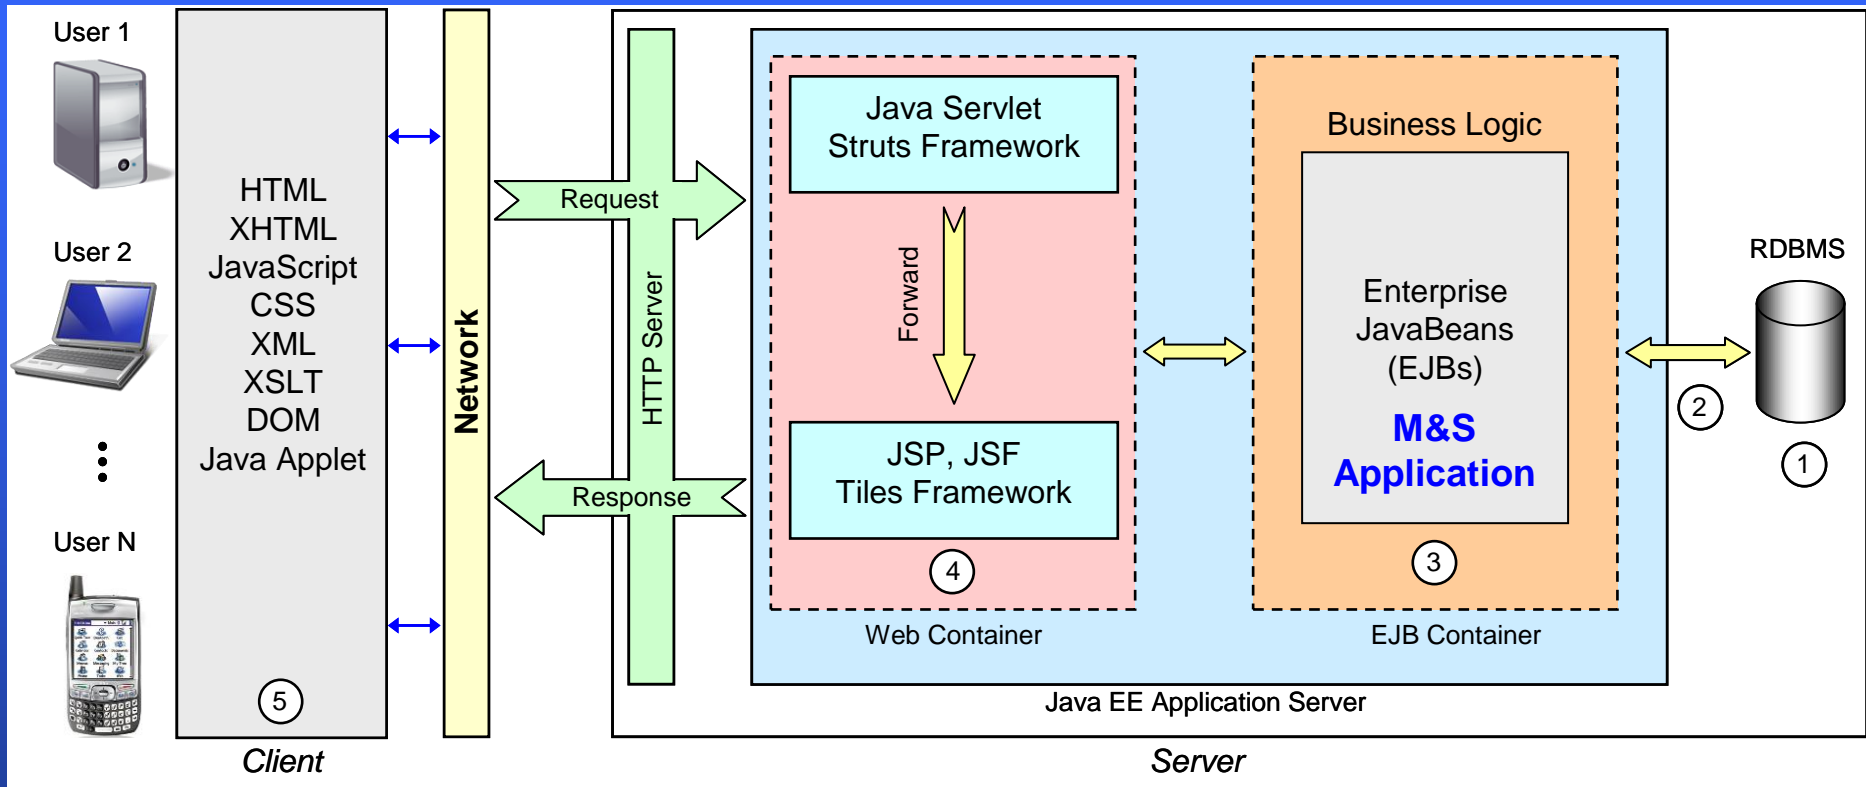 User 1
User 2
User N
HTML
XHTML
JavaScript
CSS
XML
XSLT
DOM
Java Applet
5
Client
Network
Request
Response
HTTP Server
Java Servlet
Struts Framework
Forward
JSP, JSF
Tiles Framework
4
Web Container
Business Logic
Enterprise
JavaBeans
(EJBs)
M&S
Application
3
EJB Container
Java EE Application Server
RDBMS
2
1
Server